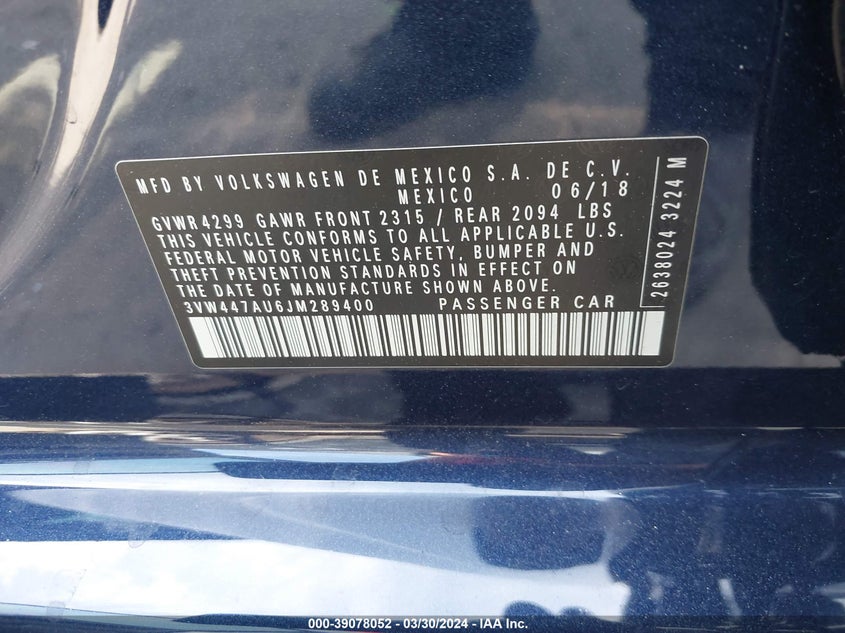 MFD BY VOLKSWAGEN DE MEXICO S.A. DE C.V.
MEXICO 06/18
GVWR 4299 GAWR FRONT 2315 / REAR 2094 LBS
THIS VEHICLE CONFORMS TO ALL APPLICABLE U.S.
FEDERAL MOTOR VEHICLE SAFETY, BUMPER AND
THEFT PREVENTION STANDARDS IN EFFECT ON
THE DATE OF MANUFACTURE SHOWN ABOVE.
3VW447AU6JM289400 PASSENGER CAR
2638024 3224 M
000-39078052 - 03/30/2024 - IAA Inc.